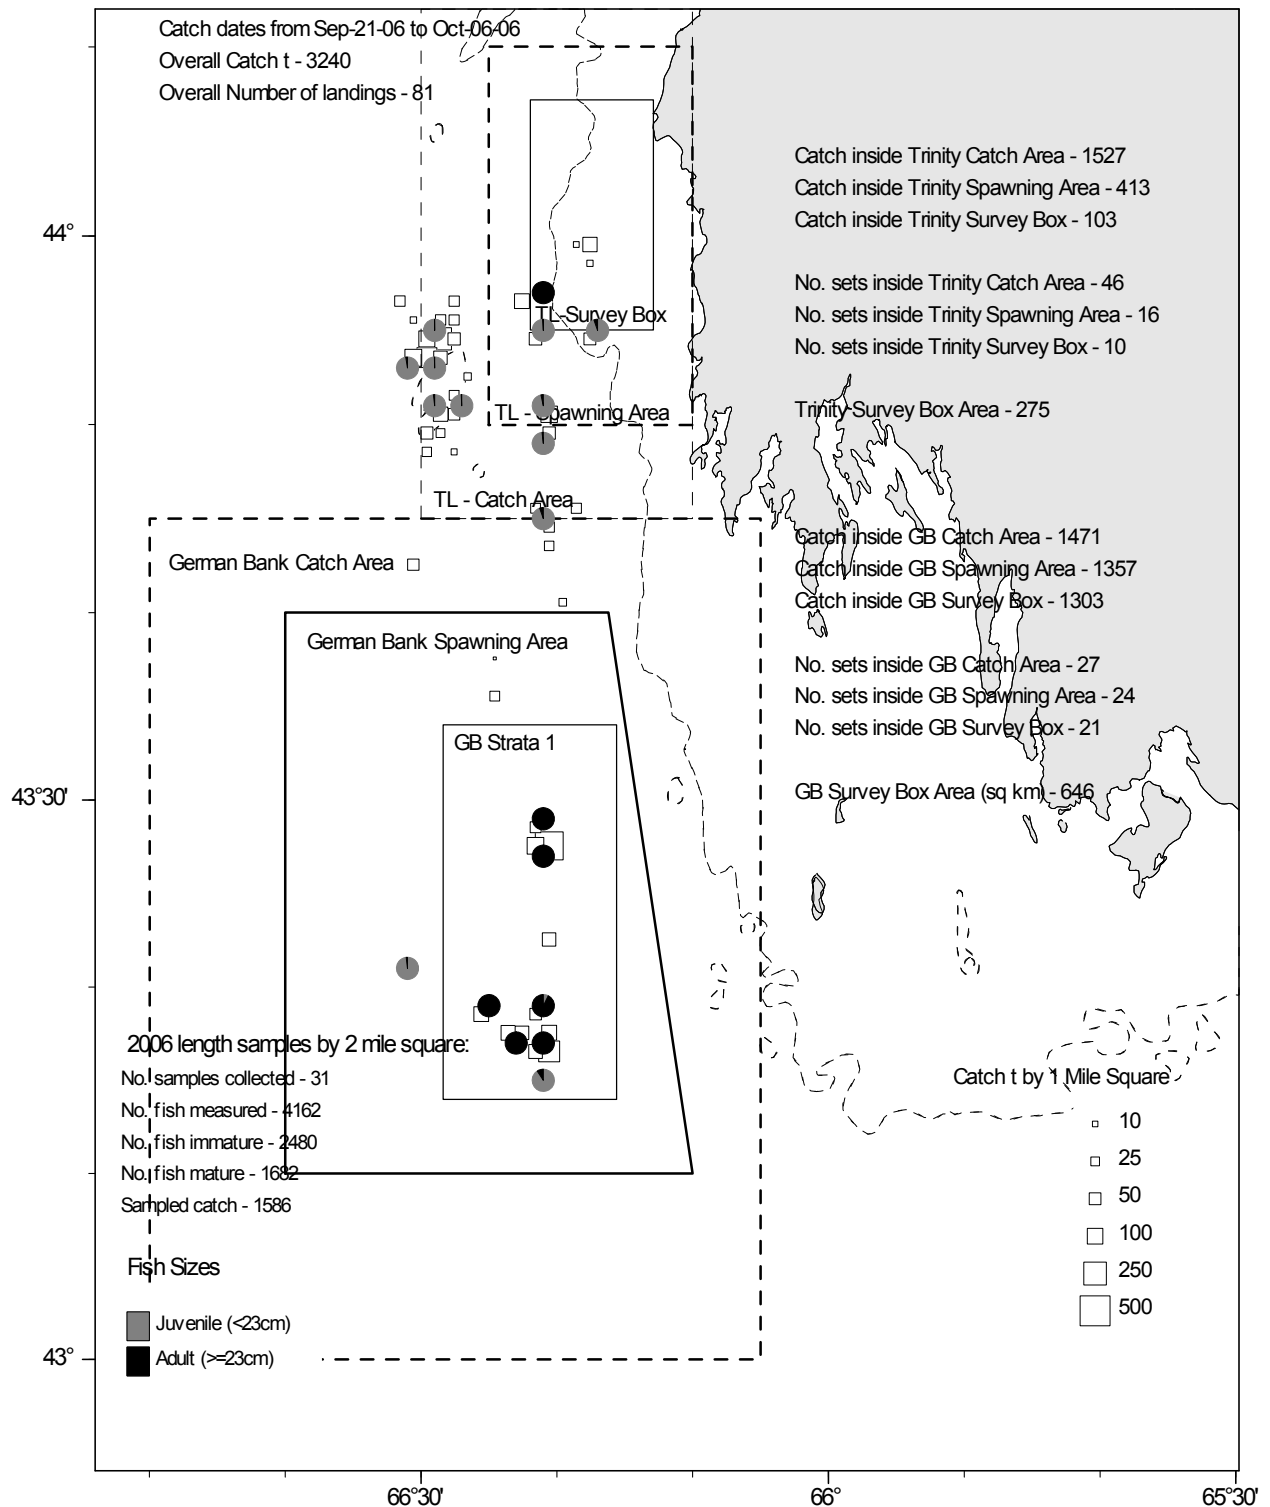 Catch dates from Sep-21-06 to Oct-06-06
Overall Catch t - 3240
Overall Number of landings - 81
Catch inside Trinity Catch Area - 1527
Catch inside Trinity Spawning Area - 413
Catch inside Trinity Survey Box - 103
44°
No. sets inside Trinity Catch Area - 46
No. sets inside Trinity Spawning Area - 16
No. sets inside Trinity Survey Box - 10
TL-Survey Box
Trinity Survey Box Area - 275
TL - Spawning Area
TL - Catch Area
Catch inside GB Catch Area - 1471
Catch inside GB Spawning Area - 1357
Catch inside GB Survey Box - 1303
German Bank Catch Area
German Bank Spawning Area
No. sets inside GB Catch Area - 27
No. sets inside GB Spawning Area - 24
No. sets inside GB Survey Box - 21
GB Strata 1
GB Survey Box Area (sq km) - 646
43°30'
2006 length samples by 2 mile square:
No. samples collected - 31
No. fish measured - 4162
No. fish immature - 2480
No. fish mature - 1682
Sampled catch - 1586
Catch t by 1 Mile Square
10
25
50
100
250
500
Fish Sizes
Juvenile (<23cm)
Adult (>=23cm)
43°
66°30'
66°
65°30'